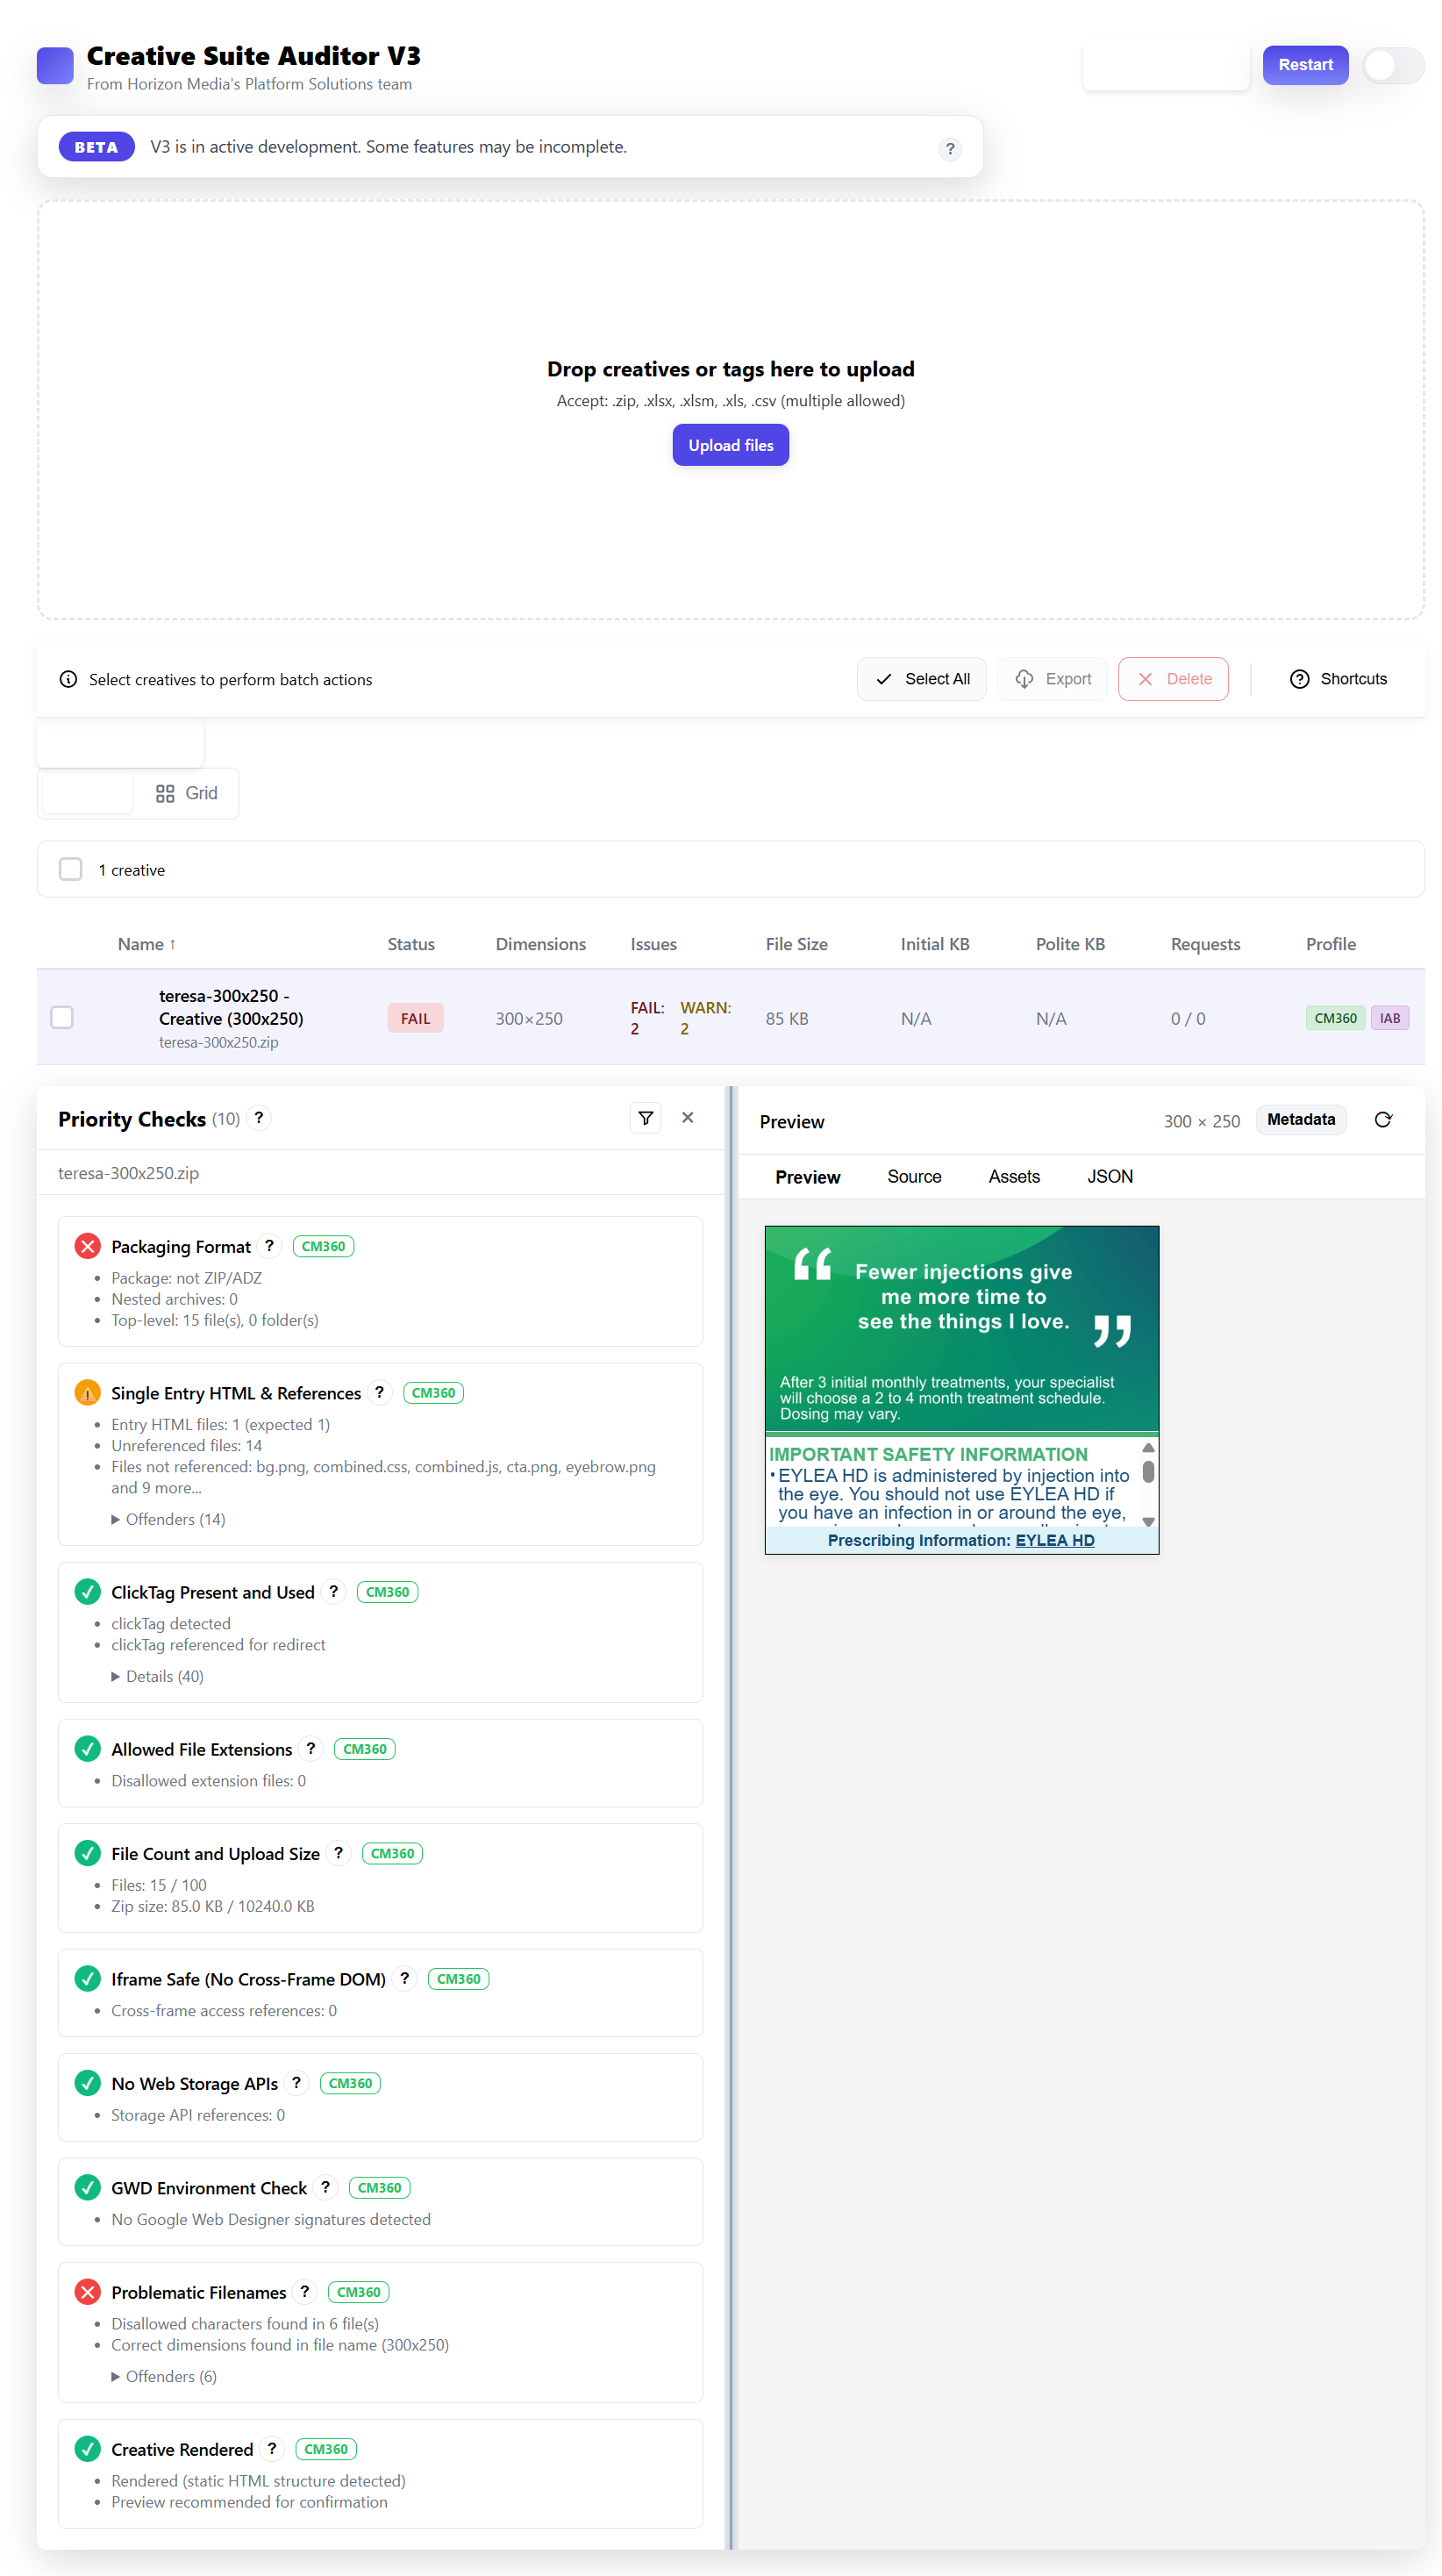 Creative Suite Auditor V3
From Horizon Media's Platform Solutions team
Restart
BETA
V3 is in active development. Some features may be incomplete.
?
Drop creatives or tags here to upload
Accept: .zip, .xlsx, .xlsm, .xls, .csv (multiple allowed)
Upload files
Select creatives to perform batch actions
Select All
Export
Delete
Shortcuts
Grid
1 creative
Name ↑ Status Dimensions Issues File Size Initial KB Polite KB Requests Profile
teresa-300x250 -
Creative (300x250)
teresa-300x250.zip
FAIL
300×250
FAIL:
2
WARN:
2
85 KB
N/A
N/A
0 / 0
CM360
IAB
Priority Checks (10) ?
teresa-300x250.zip
Packaging Format ? CM360
• Package: not ZIP/ADZ
• Nested archives: 0
• Top-level: 15 file(s), 0 folder(s)
Single Entry HTML & References ? CM360
• Entry HTML files: 1 (expected 1)
• Unreferenced files: 14
• Files not referenced: bg.png, combined.css, combined.js, cta.png, eyebrow.png
and 9 more...
▶ Offenders (14)
ClickTag Present and Used ? CM360
• clickTag detected
• clickTag referenced for redirect
▶ Details (40)
Allowed File Extensions ? CM360
• Disallowed extension files: 0
File Count and Upload Size ? CM360
• Files: 15 / 100
• Zip size: 85.0 KB / 10240.0 KB
Iframe Safe (No Cross-Frame DOM) ? CM360
• Cross-frame access references: 0
No Web Storage APIs ? CM360
• Storage API references: 0
GWD Environment Check ? CM360
• No Google Web Designer signatures detected
Problematic Filenames ? CM360
• Disallowed characters found in 6 file(s)
• Correct dimensions found in file name (300x250)
▶ Offenders (6)
Creative Rendered ? CM360
• Rendered (static HTML structure detected)
• Preview recommended for confirmation
Preview
300 × 250
Metadata
Preview Source Assets JSON
“ Fewer injections give
me more time to
see the things I love. ”
After 3 initial monthly treatments, your specialist
will choose a 2 to 4 month treatment schedule.
Dosing may vary.
IMPORTANT SAFETY INFORMATION
• EYLEA HD is administered by injection into
the eye. You should not use EYLEA HD if
you have an infection in or around the eye,
Prescribing Information: EYLEA HD